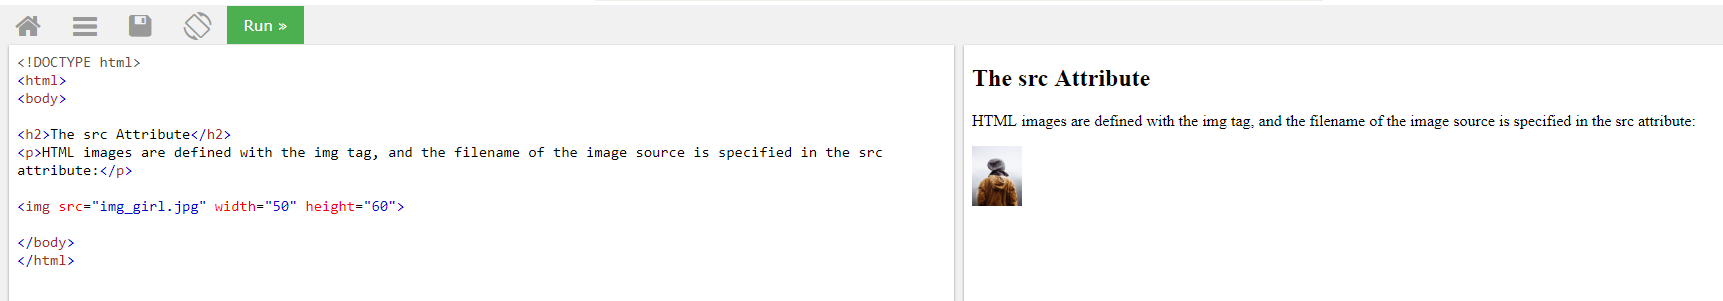 Run »
<!DOCTYPE html>
<html>
<body>
<h2>The src Attribute</h2>
<p>HTML images are defined with the img tag, and the filename of the image source is specified in the src
attribute:</p>
<img src="img_girl.jpg" width="50" height="60">
</body>
</html>
The src Attribute
HTML images are defined with the img tag, and the filename of the image source is specified in the src attribute: